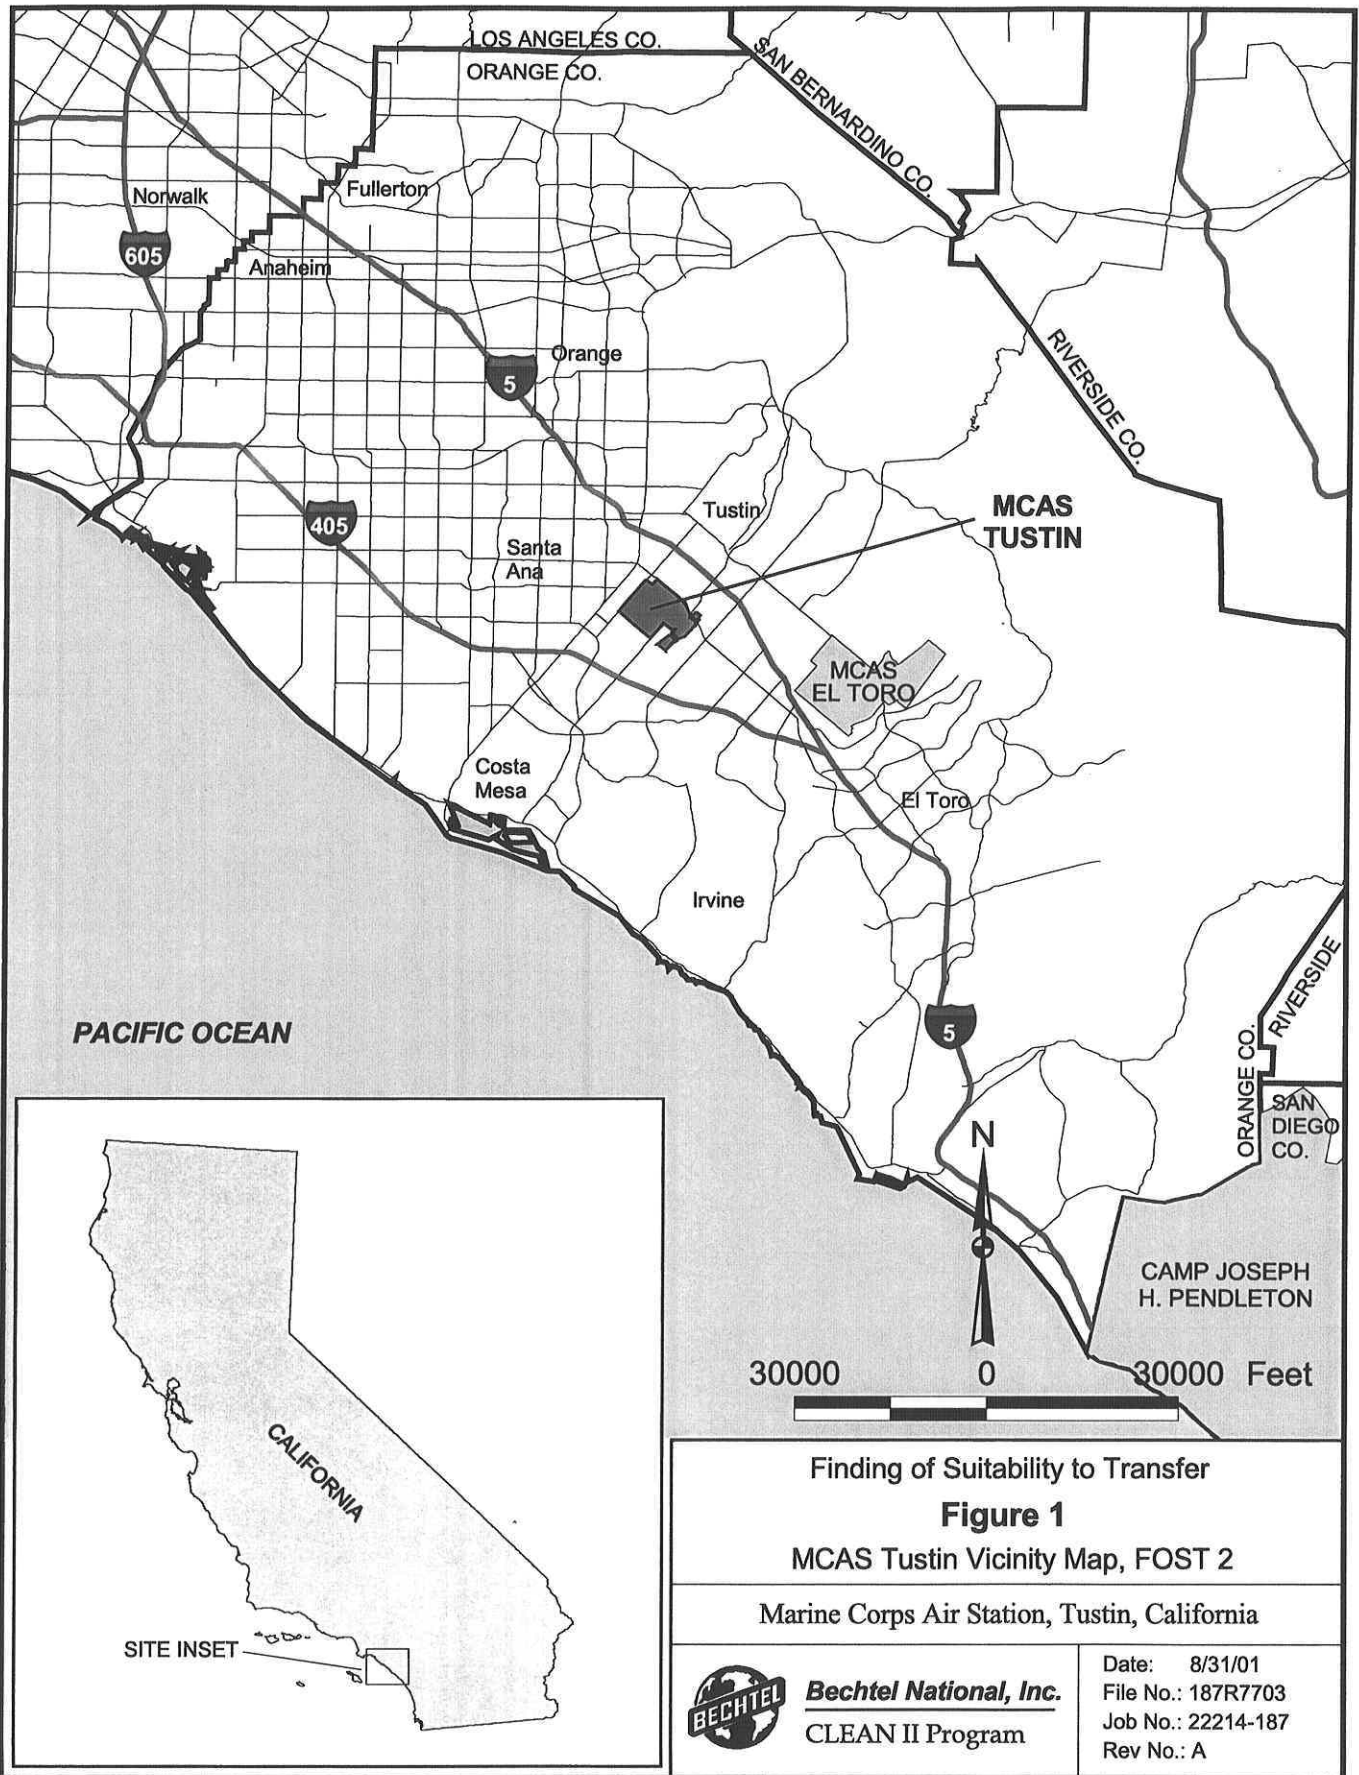 LOS ANGELES CO.
ORANGE CO.
SAN BERNARDINO CO.
Norwalk
Fullerton
605
Anaheim
RIVERSIDE CO.
Orange
5
405
Tustin
MCAS
TUSTIN
Santa
Ana
MCAS
EL TORO
Costa
Mesa
El Toro
Irvine
PACIFIC OCEAN
5
ORANGE CO.
RIVERSIDE
SAN
DIEGO
CO.
N
CAMP JOSEPH
H. PENDLETON
30000 0 30000 Feet
CALIFORNIA
SITE INSET
Finding of Suitability to Transfer
Figure 1
MCAS Tustin Vicinity Map, FOST 2
Marine Corps Air Station, Tustin, California
BECHTEL
Bechtel National, Inc.
CLEAN II Program
Date: 8/31/01
File No.: 187R7703
Job No.: 22214-187
Rev No.: A